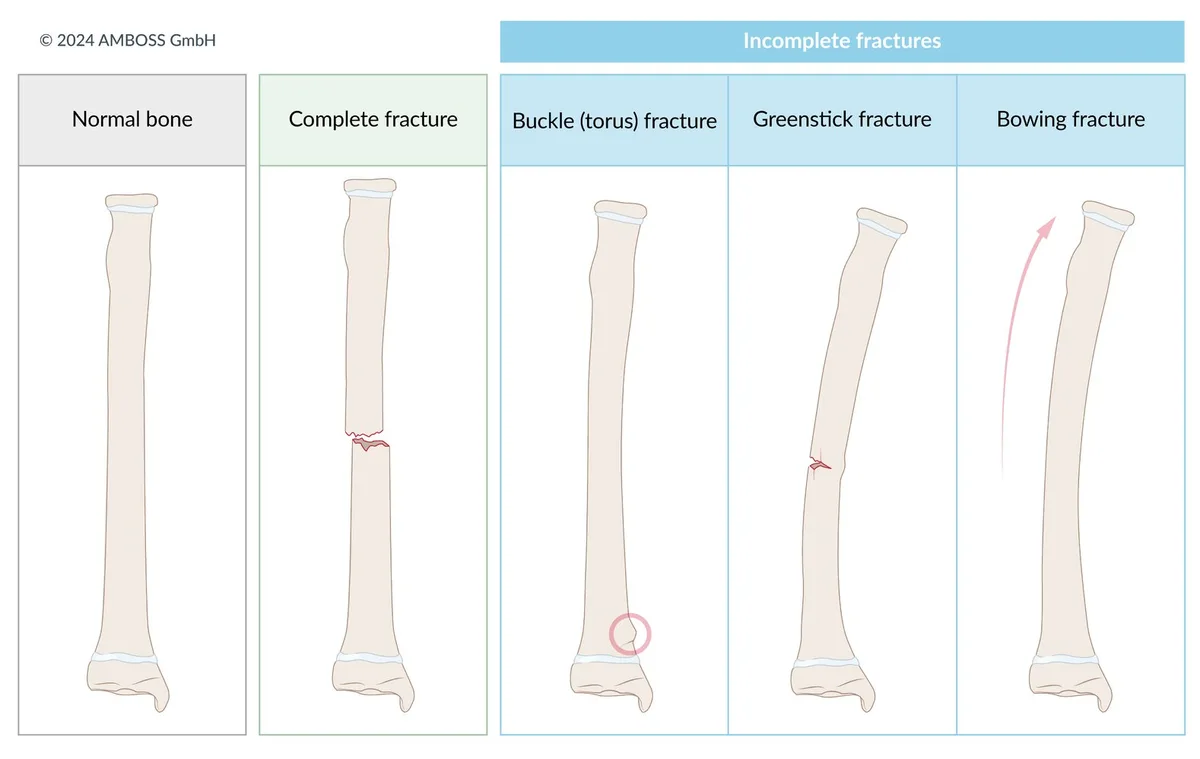 © 2024 AMBOSS GmbH
Incomplete fractures
Normal bone
Complete fracture
Buckle (torus) fracture
Greenstick fracture
Bowing fracture